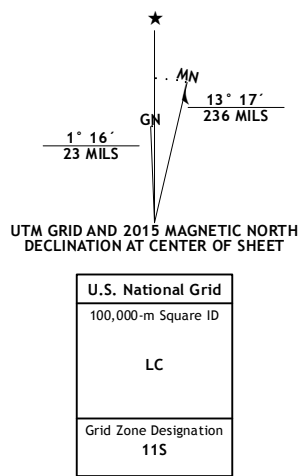 MN
GN
13° 17´
236 MILS
1° 16´
23 MILS
UTM GRID AND 2015 MAGNETIC NORTH
DECLINATION AT CENTER OF SHEET
U.S. National Grid
100,000-m Square ID
LC
Grid Zone Designation
11S